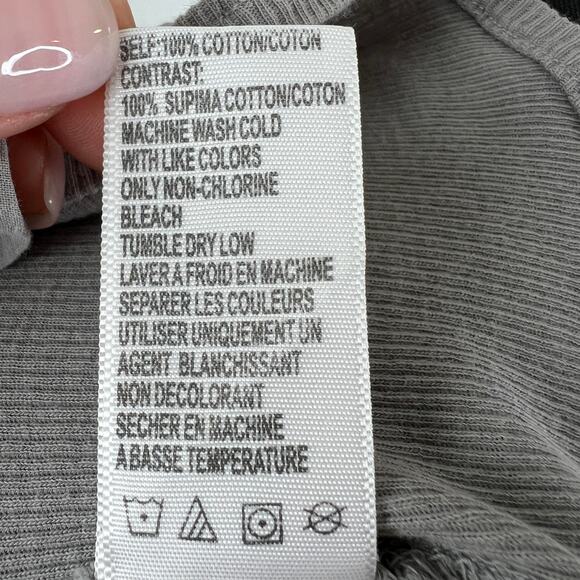 SELF:100% COTTON/COTON
CONTRAST:
100% SUPIMA COTTON/COTON
MACHINE WASH COLD
WITH LIKE COLORS
ONLY NON-CHLORINE
BLEACH
TUMBLE DRY LOW
LAVER A FROID EN MACHINE
SEPARER LES COULEURS
UTILISER UNIQUEMENT UN
AGENT BLANCHISSANT
NON DECOLORANT
SECHER EN MACHINE
A BASSE TEMPERATURE